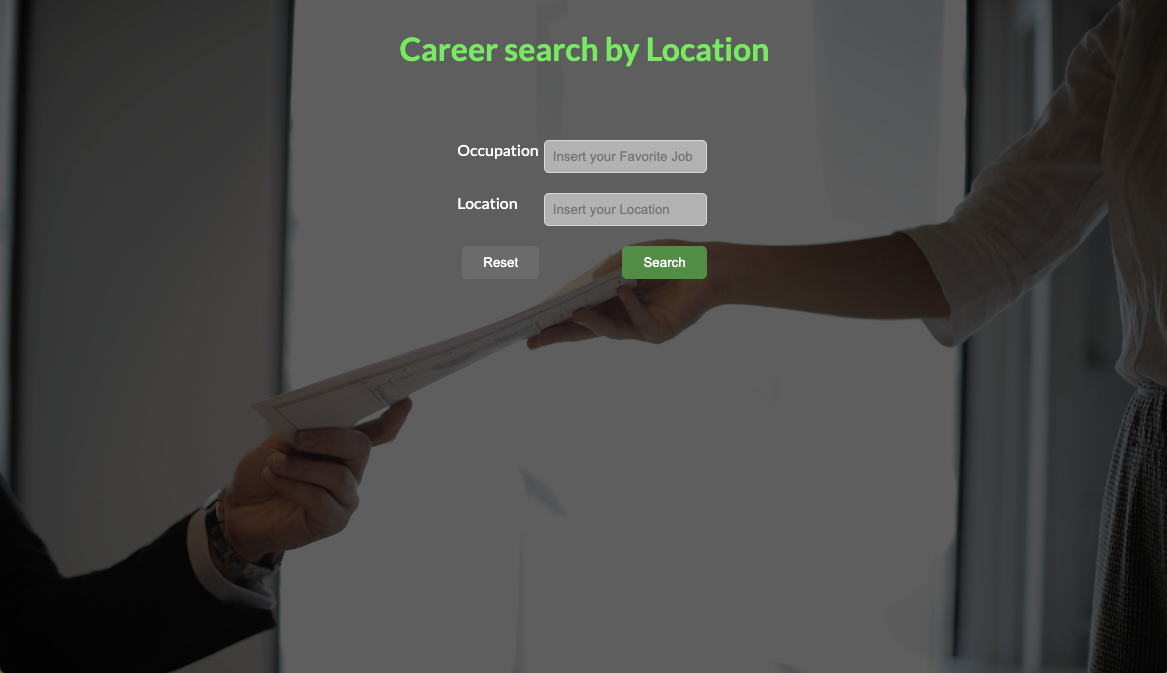 Career search by Location
Occupation Insert your Favorite Job
Location Insert your Location
Reset Search